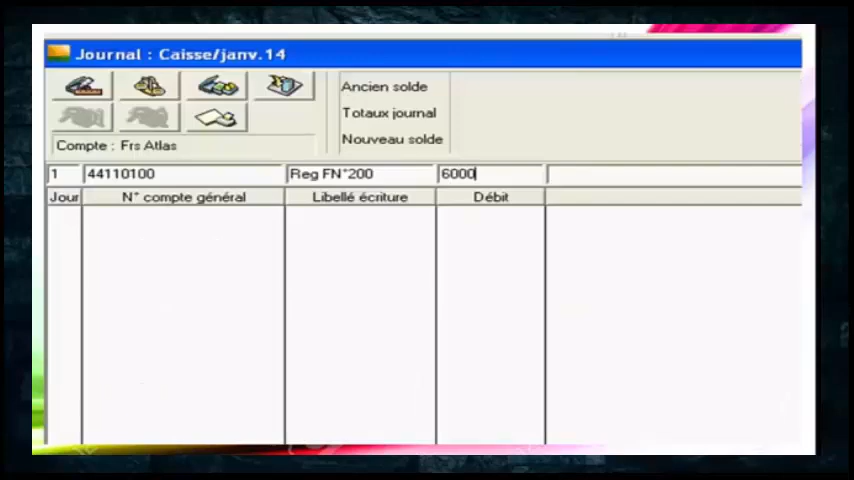 Journal : Caisse/janv.14
Ancien solde
Totaux journal
Nouveau solde
Compte : Frs Atlas
1 44110100 Reg FN°200 6000
Jour N° compte général Libellé écriture Débit